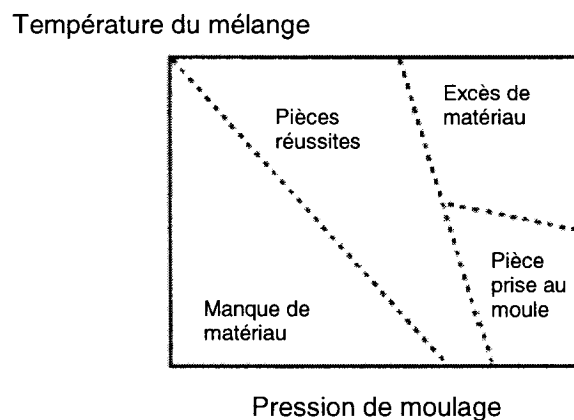 Température du mélange
Excès de
matériau
Pièces
réussites
Pièce
prise au
moule
Manque de
matériau
Pression de moulage